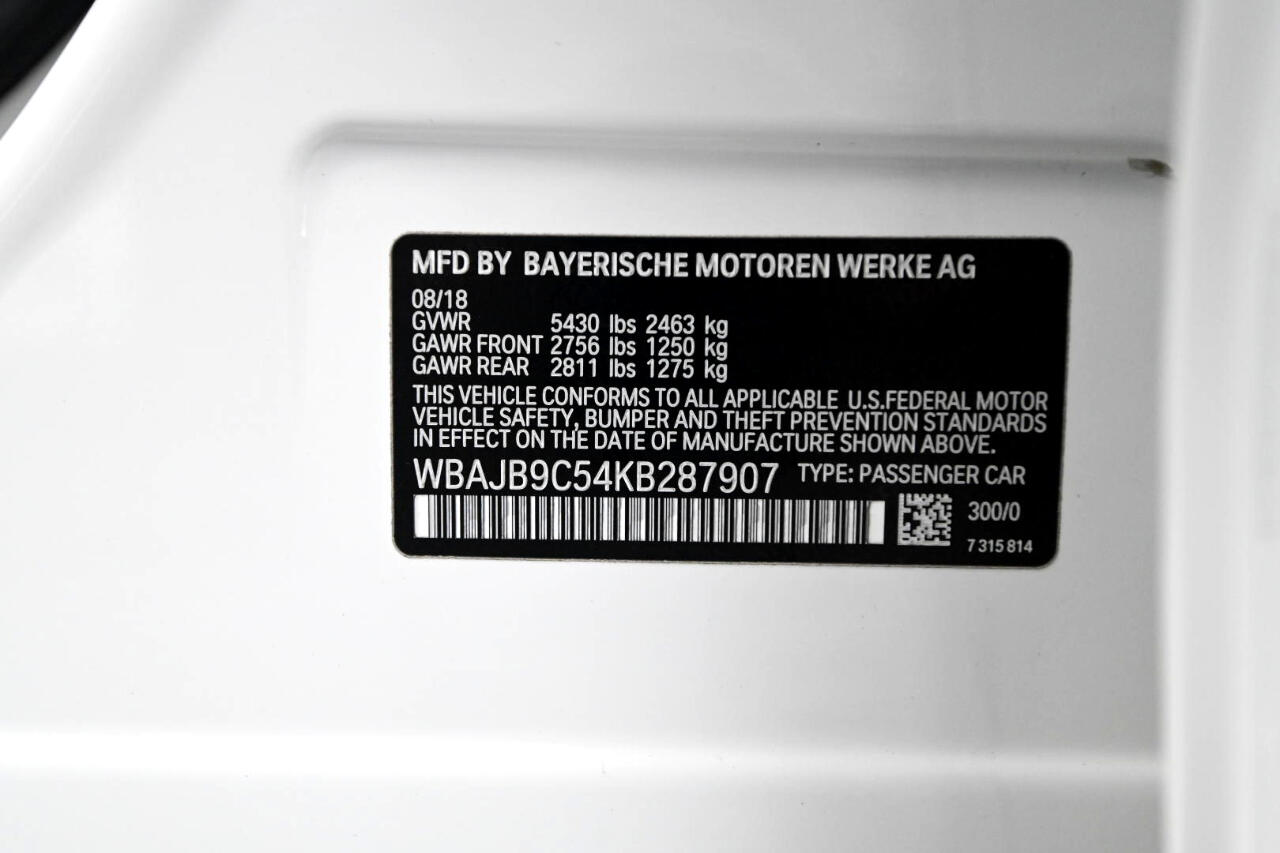 MFD BY BAYERISCHE MOTOREN WERKE AG
08/18
GVWR 5430 lbs 2463 kg
GAWR FRONT 2756 lbs 1250 kg
GAWR REAR 2811 lbs 1275 kg
THIS VEHICLE CONFORMS TO ALL APPLICABLE U.S.FEDERAL MOTOR
VEHICLE SAFETY, BUMPER AND THEFT PREVENTION STANDARDS
IN EFFECT ON THE DATE OF MANUFACTURE SHOWN ABOVE.
WBAJB9C54KB287907 TYPE: PASSENGER CAR
300/0
7 315 814